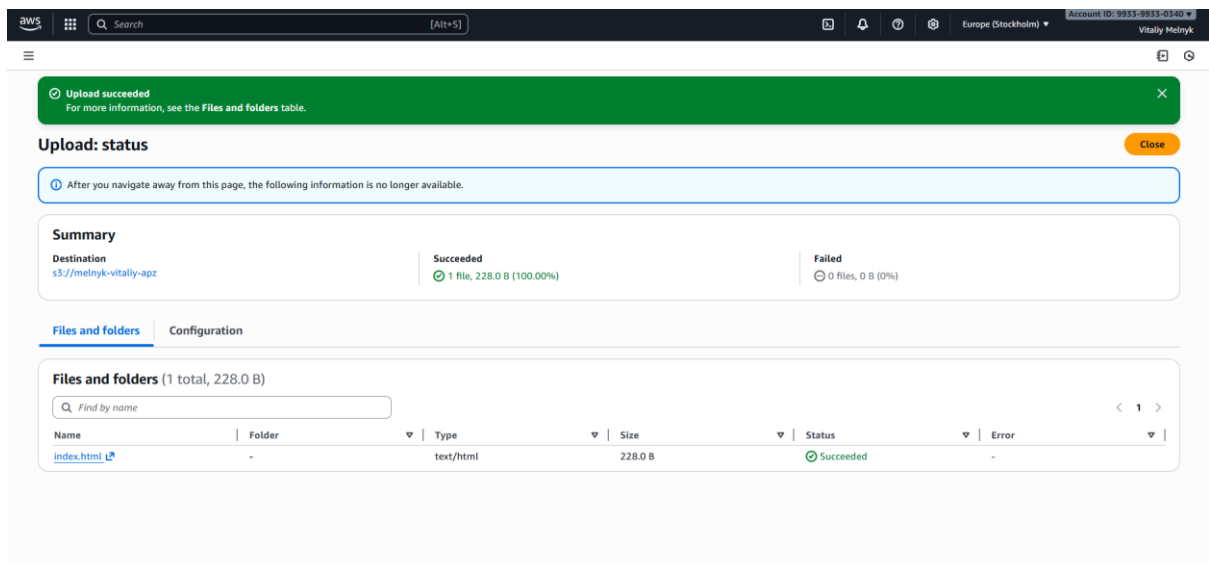 aws
Search [Alt+S] Europe (Stockholm) Account ID: 9933-9933-0340
Vitaliy Melnyk
Upload succeeded
For more information, see the Files and folders table.
Upload: status
Close
After you navigate away from this page, the following information is no longer available.
Summary
Destination Succeeded Failed
s3://melnyk-vitaliy-apz 1 file, 228.0 B (100.00%) 0 files, 0 B (0%)
Files and folders Configuration
Files and folders (1 total, 228.0 B)
Find by name 1
Name Folder Type Size Status Error
index.html - text/html 228.0 B Succeeded -